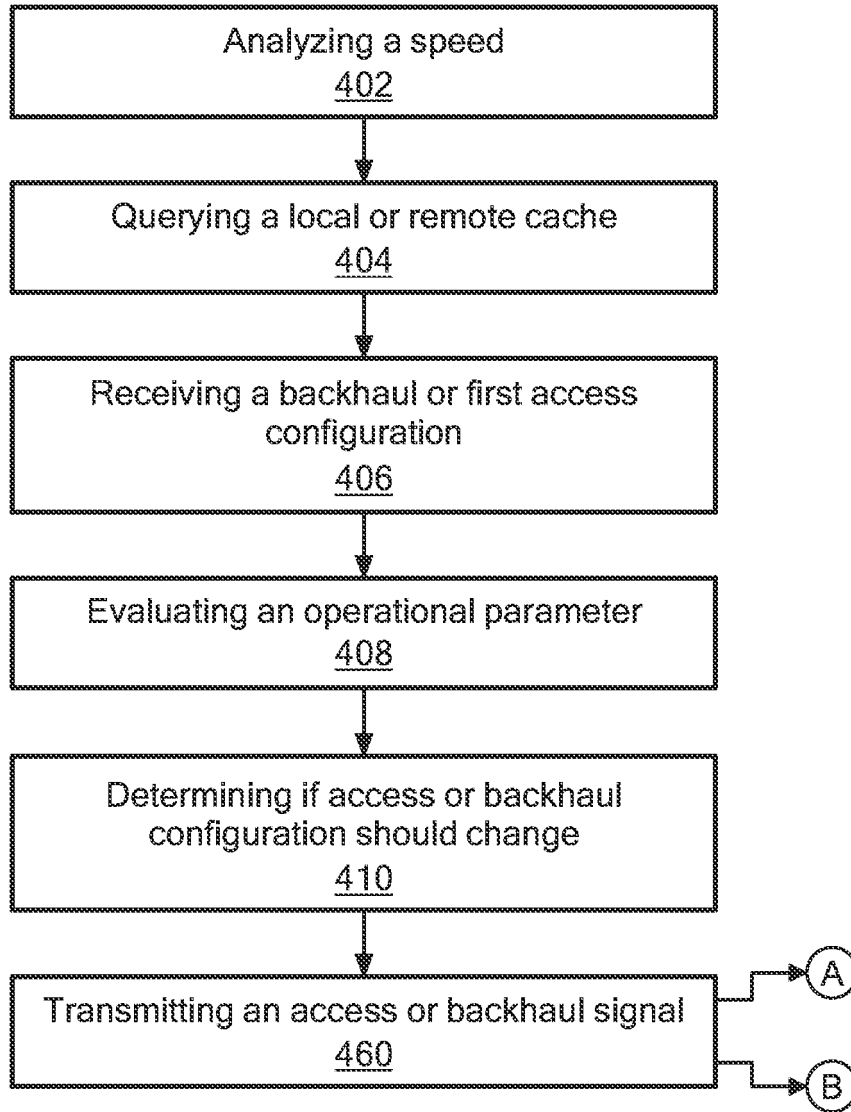 Analyzing a speed
402
Querying a local or remote cache
404
Receiving a backhaul or first access
configuration
406
Evaluating an operational parameter
408
Determining if access or backhaul
configuration should change
410
Transmitting an access or backhaul signal
460
A
B